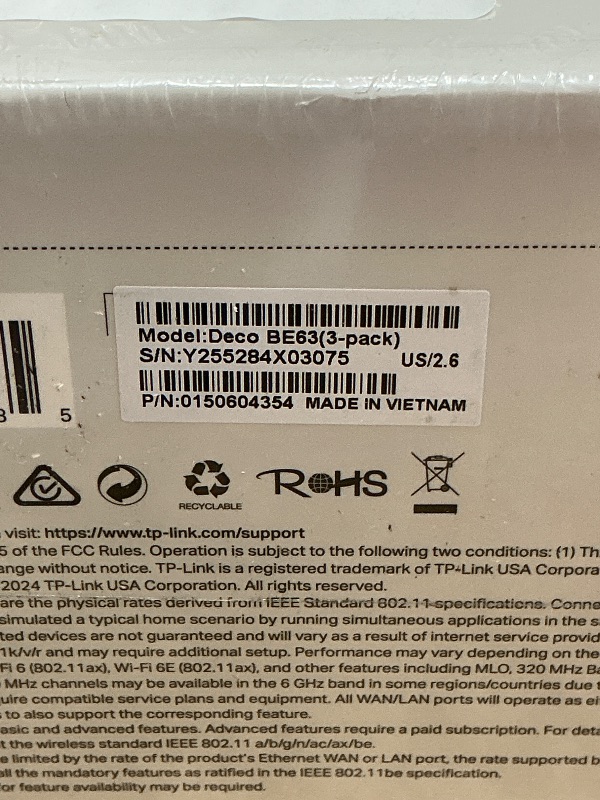 Model:Deco BE63(3-pack)
S/N:Y255284X03075 US/2.6
P/N:0150604354 MADE IN VIETNAM
5
RECYCLABLE
RoHS
visit: https://www.tp-link.com/support
5 of the FCC Rules. Operation is subject to the following two conditions: (1) Th
ange without notice. TP-Link is a registered trademark of TP-Link USA Corpora
2024 TP-Link USA Corporation. All rights reserved.
are the physical rates derived from IEEE Standard 802.11 specifications. Conne
simulated a typical home scenario by running simultaneous applications in the s
ted devices are not guaranteed and will vary as a result of internet service provid
1k/v/r and may require additional setup. Performance may vary depending on the
Fi 6 (802.11ax), Wi-Fi 6E (802.11ax), and other features including MLO, 320 MHz Ba
MHz channels may be available in the 6 GHz band in some regions/countries due t
quire compatible service plans and equipment. All WAN/LAN ports will operate as ei
s to also support the corresponding feature.
asic and advanced features. Advanced features require a paid subscription. For deta
t the wireless standard IEEE 802.11 a/b/g/n/ac/ax/be.
e limited by the rate of the product's Ethernet WAN or LAN port, the rate supported b
all the mandatory features as ratified in the IEEE 802.11be specification.
or feature availability may be required.